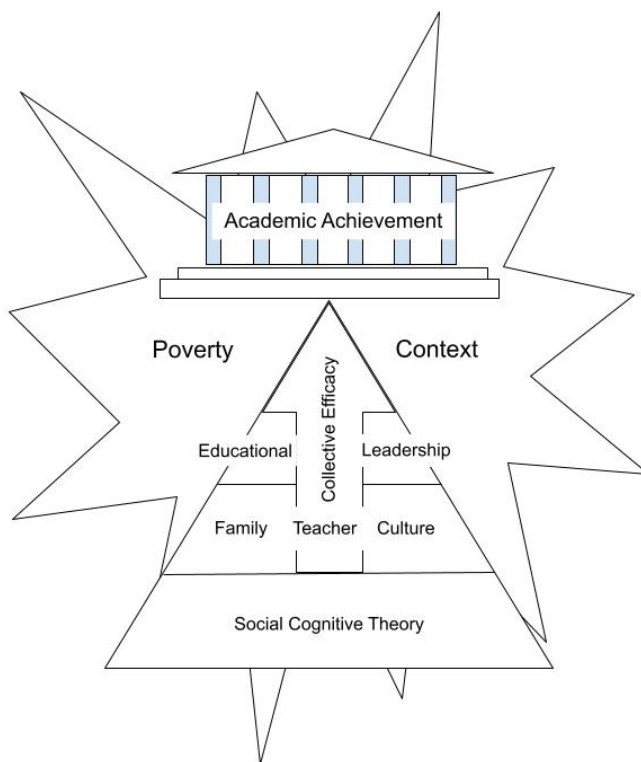 Academic Achievement
Poverty Context
Collective Efficacy
Educational Leadership
Family Teacher Culture
Social Cognitive Theory